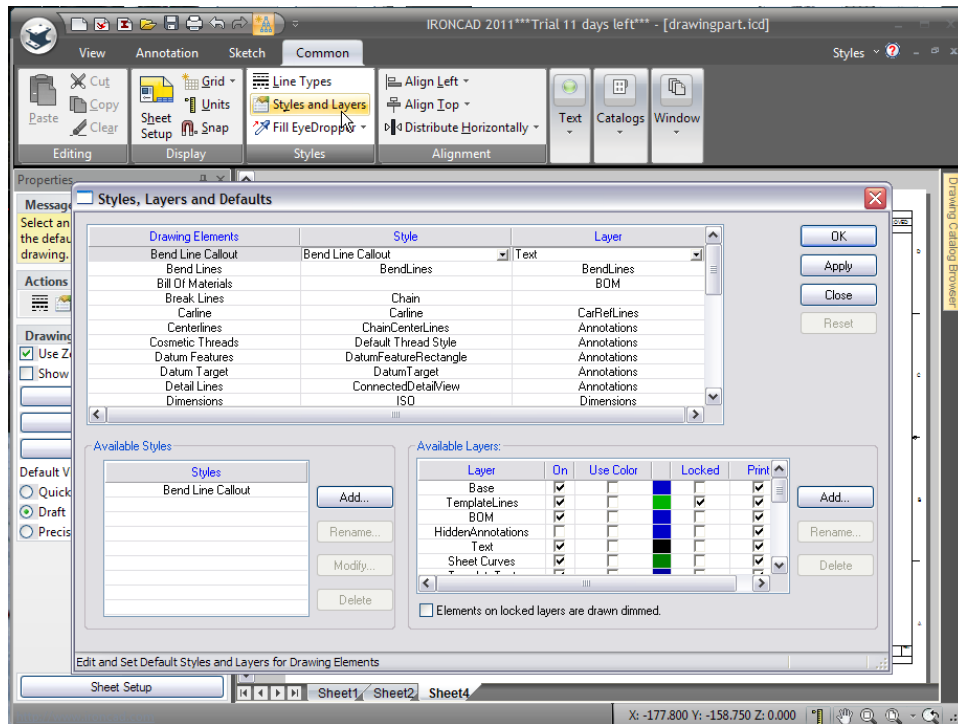 IRONCAD 2011***Trial 11 days left*** - [drawingpart.icd]
View Annotation Sketch Common Styles
Cut Grid Line Types Align Left
Copy Units Styles and Layers Align Top
Paste Clear Sheet Setup Snap Fill EyeDropper Distribute Horizontally Text Catalogs Window
Editing Display Styles Alignment
Properties
Message
Select an
the defau
drawing.
Actions
Drawing
Use Z
Show
Default V
Quick
Draft
Precis
Sheet Setup
Styles, Layers and Defaults
Drawing Elements Style Layer
Bend Line Callout Bend Line Callout Text
Bend Lines BendLines BendLines
Bill Of Materials BOM
Break Lines Chain
Carline Carline CarRefLines
Centerlines ChainCenterLines Annotations
Cosmetic Threads Default Thread Style Annotations
Datum Features DatumFeatureRectangle Annotations
Datum Target DatumTarget Annotations
Detail Lines ConnectedDetailView Annotations
Dimensions ISO Dimensions
OK
Apply
Close
Reset
Available Styles
Styles
Bend Line Callout
Add...
Rename...
Modify...
Delete
Available Layers:
Layer On Use Color Locked Print
Base
TemplateLines
BOM
HiddenAnnotations
Text
Sheet Curves
Add...
Rename...
Delete
Elements on locked layers are drawn dimmed.
Edit and Set Default Styles and Layers for Drawing Elements
Drawing Catalog Browser
Sheet1 Sheet2 Sheet4
X: -177.800 Y: -158.750 Z: 0.000